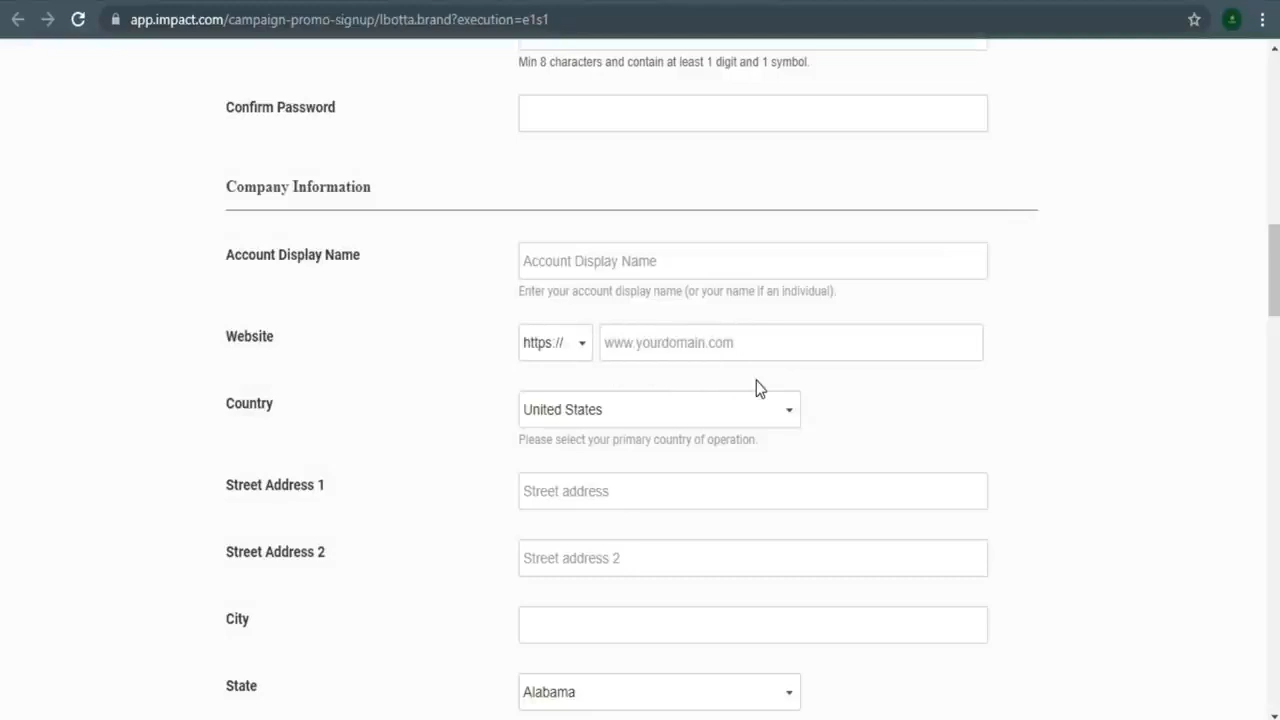 app.impact.com/campaign-promo-signup/Ibotta.brand?execution=e1s1
Min 8 characters and contain at least 1 digit and 1 symbol.
Confirm Password
Company Information
Account Display Name
Account Display Name
Enter your account display name (or your name if an individual).
Website
https://
www.yourdomain.com
Country
United States
Please select your primary country of operation.
Street Address 1
Street address
Street Address 2
Street address 2
City
State
Alabama